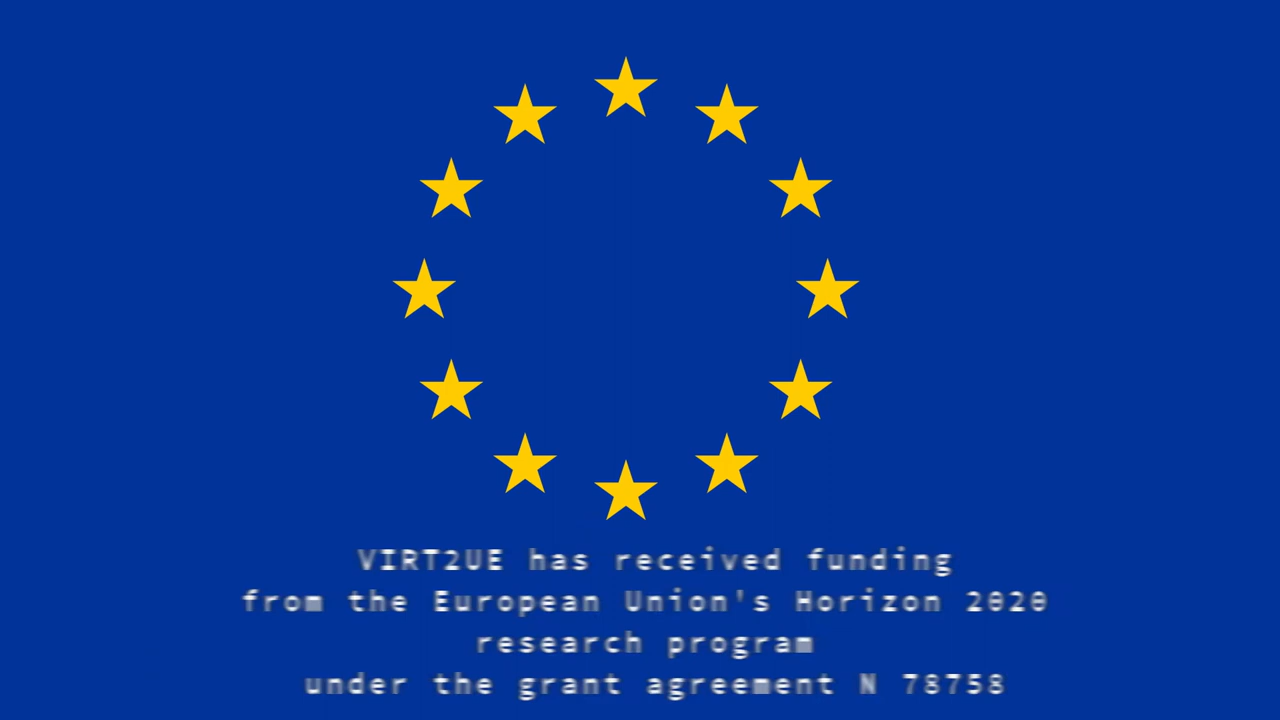 VIRT2UE has received funding
from the European Union's Horizon 2020
research program
under the grant agreement N 78758